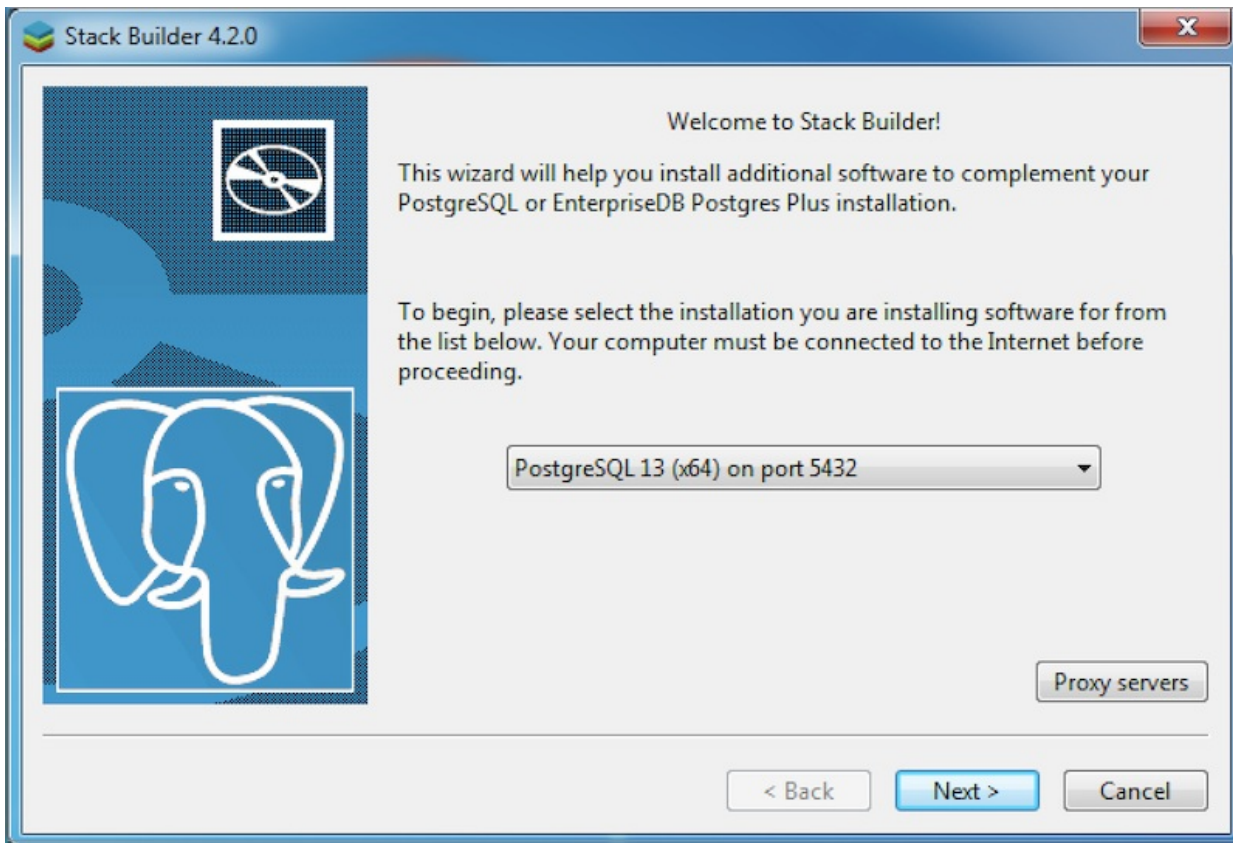 Stack Builder 4.2.0
Welcome to Stack Builder!
This wizard will help you install additional software to complement your
PostgreSQL or EnterpriseDB Postgres Plus installation.
To begin, please select the installation you are installing software for from
the list below. Your computer must be connected to the Internet before
proceeding.
PostgreSQL 13 (x64) on port 5432
Proxy servers
< Back
Next >
Cancel